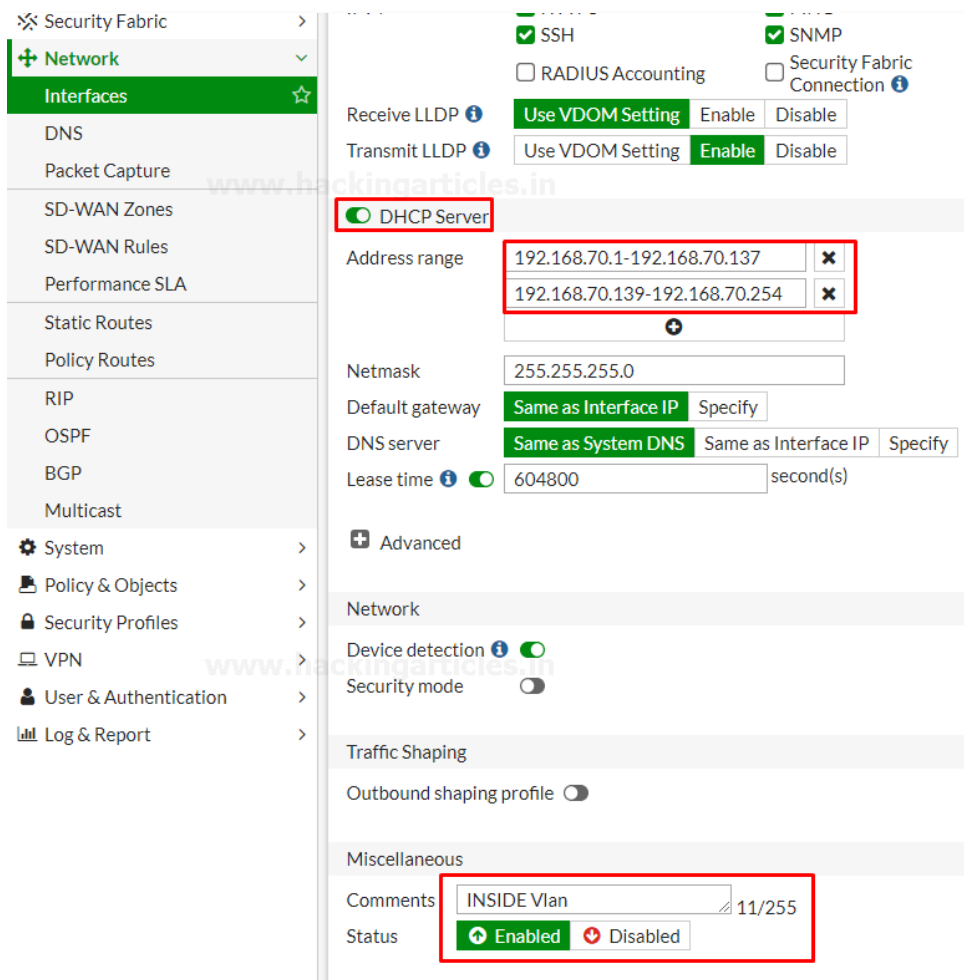 Security Fabric
Network
Interfaces
DNS
Packet Capture
SD-WAN Zones
SD-WAN Rules
Performance SLA
Static Routes
Policy Routes
RIP
OSPF
BGP
Multicast
System
Policy & Objects
Security Profiles
VPN
User & Authentication
Log & Report
SSH SNMP
RADIUS Accounting Security Fabric
Connection
Receive LLDP Use VDOM Setting Enable Disable
Transmit LLDP Use VDOM Setting Enable Disable
www.hackingarticles.in
DHCP Server
Address range 192.168.70.1-192.168.70.137
192.168.70.139-192.168.70.254
Netmask 255.255.255.0
Default gateway Same as Interface IP Specify
DNS server Same as System DNS Same as Interface IP Specify
Lease time 604800 second(s)
Advanced
Network
Device detection
www.hackingarticles.in
Security mode
Traffic Shaping
Outbound shaping profile
Miscellaneous
Comments INSIDE Vlan 11/255
Status Enabled Disabled